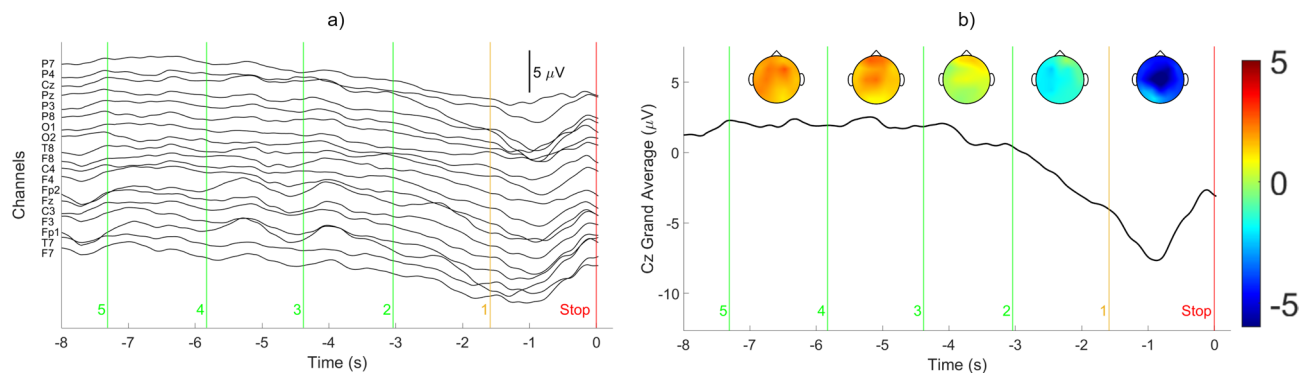 a)
P7
P4
Cz
Pz
P3
P8
O1
O2
T8
F8
C4
F4
Fp2
Fz
C3
F3
Fp1
T7
F7
Channels
5 μV
5 4 3 2 1 Stop
-8 -7 -6 -5 -4 -3 -2 -1 0
Time (s)
b)
5
0
-5
-10
Cz Grand Average (μV)
5 4 3 2 1 Stop
-8 -7 -6 -5 -4 -3 -2 -1 0
Time (s)
5
0
-5